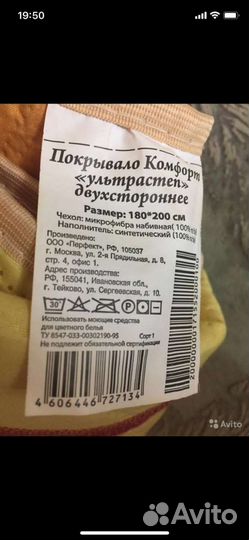 19:50
Покрывало Комфорт
«ультрастеп»
двухстороннее
Размер: 180*200 см
Чехол: микрофибра набивная( 100% п/э)
Наполнитель: синтетический (100% п/э)
Произведено:
ООО «Перфект», РФ, 105037
г. Москва, ул. 2-я Прядильная, д. 8,
стр. 4, офис 1.
Адрес производства:
РФ, 155041, Ивановская обл.,
г. Тейково, ул. Сергеевская, д. 10.
30°
Использовать моющие средства
для цветного белья
ТУ 8547-033-00302190-95 Сорт 1
Не подлежит обязательной сертификации
4 606446 727134
Avito
Avito